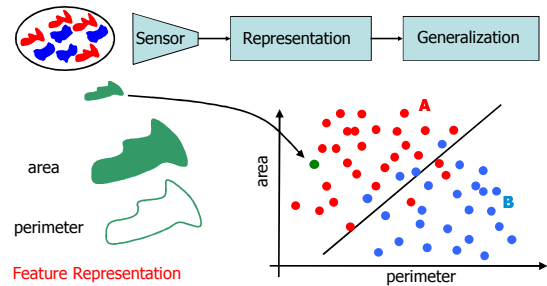 Sensor
Representation
Generalization
A
area
area
B
perimeter
perimeter
Feature Representation